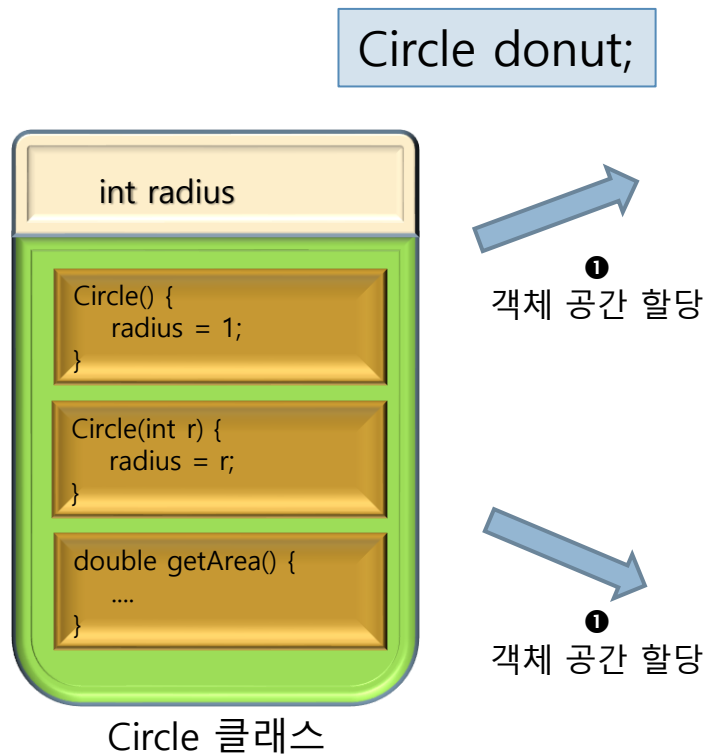 Circle donut;
int radius
Circle() {
radius = 1;
}
Circle(int r) {
radius = r;
}
double getArea() {
....
}
❶
객체 공간 할당
❶
객체 공간 할당
Circle 클래스